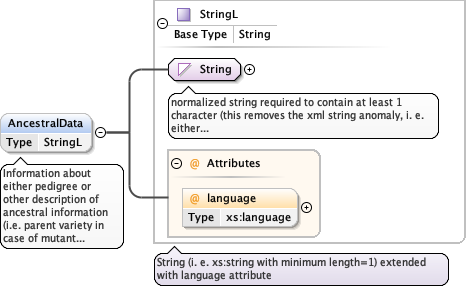 StringL
Base Type String
String
normalized string required to contain at least 1
character (this removes the xml string anomaly, i. e.
either...
AncestralData
Type StringL
Information about
either pedigree or
other description of
ancestral information
(i.e. parent variety in
case of mutant...
@ Attributes
@ language
Type xs:language
String (i. e. xs:string with minimum length=1) extended
with language attribute